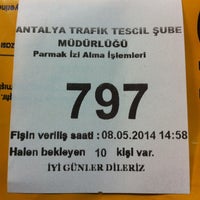 ANTALYA TRAFİK TESCİL ŞUBE
MÜDÜRLÜĞÜ
Parmak İzi Alma İşlemleri
797
Fişin veriliş saati : 08.05.2014 14:58
Halen bekleyen 10 kişi var.
İYİ GÜNLER DİLERİZ